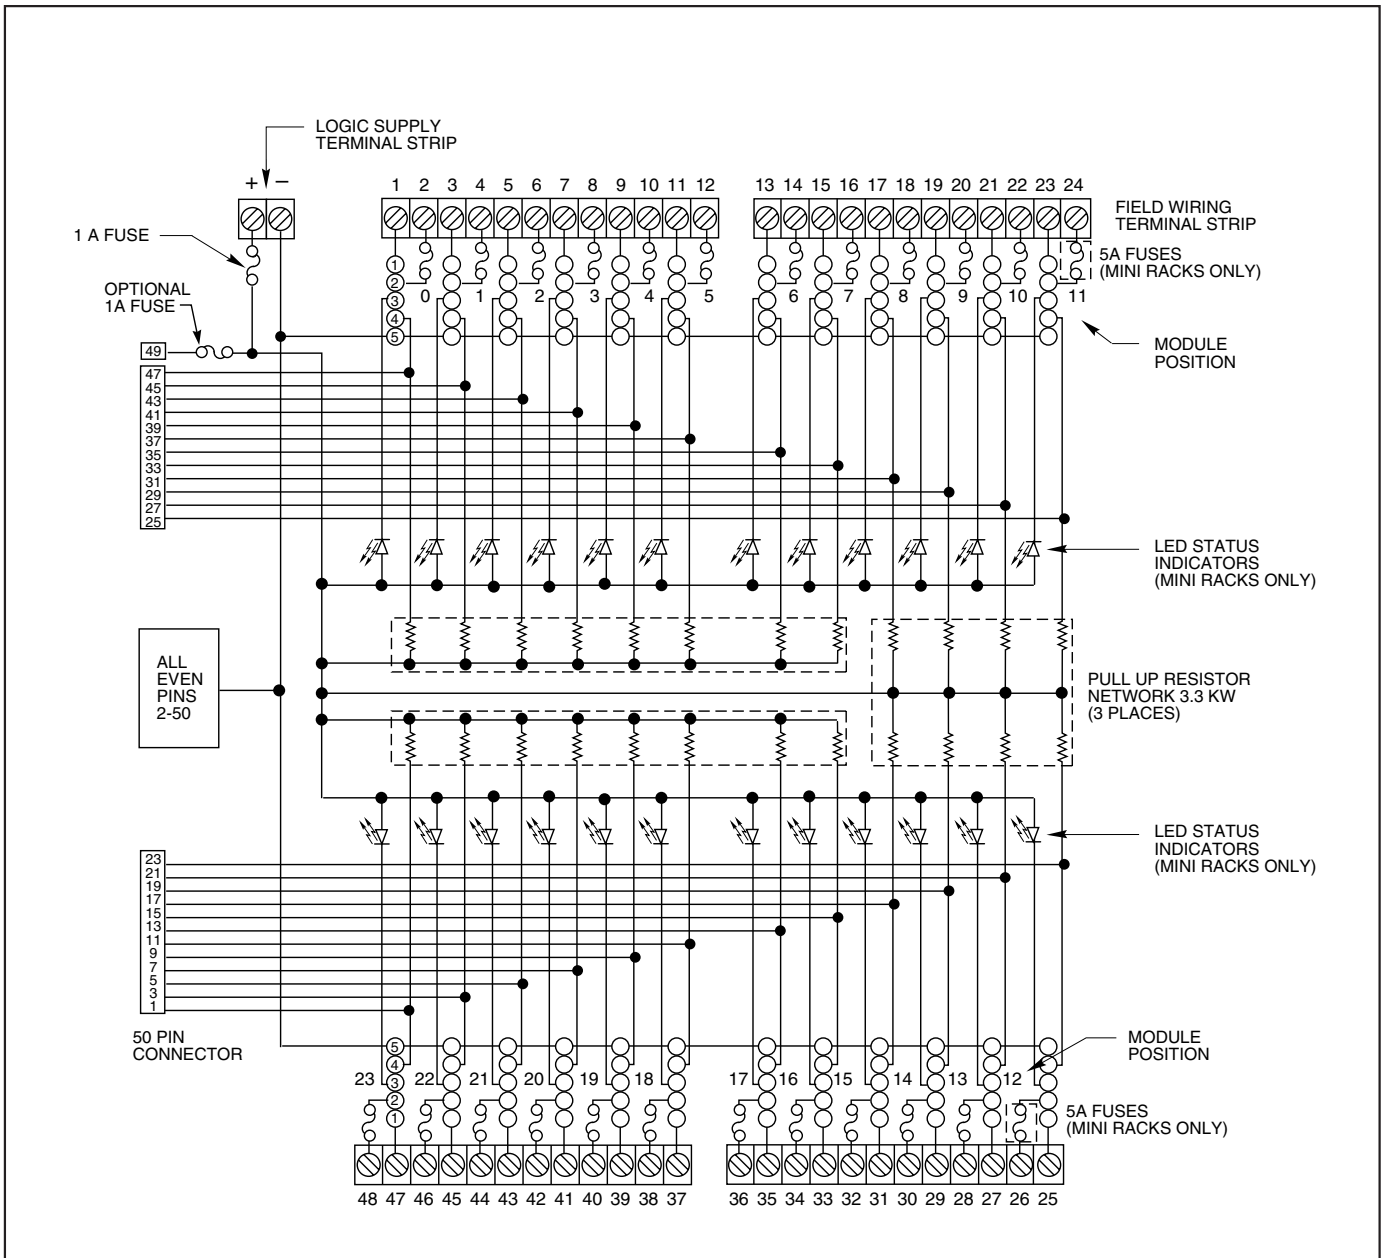 LOGIC SUPPLY
TERMINAL STRIP
+ −
1 2 3 4 5 6 7 8 9 10 11 12 13 14 15 16 17 18 19 20 21 22 23 24
FIELD WIRING
TERMINAL STRIP
1 A FUSE
5A FUSES
(MINI RACKS ONLY)
OPTIONAL
1A FUSE
1
2
3
4
5
0 1 2 3 4 5 6 7 8 9 10 11
MODULE
POSITION
49
47
45
43
41
39
37
35
33
31
29
27
25
LED STATUS
INDICATORS
(MINI RACKS ONLY)
ALL
EVEN
PINS
2-50
PULL UP RESISTOR
NETWORK 3.3 KW
(3 PLACES)
LED STATUS
INDICATORS
(MINI RACKS ONLY)
23
21
19
17
15
13
11
9
7
5
3
1
50 PIN
CONNECTOR
MODULE
POSITION
5
4
3
2
1
23 22 21 20 19 18 17 16 15 14 13 12
5A FUSES
(MINI RACKS ONLY)
48 47 46 45 44 43 42 41 40 39 38 37 36 35 34 33 32 31 30 29 28 27 26 25